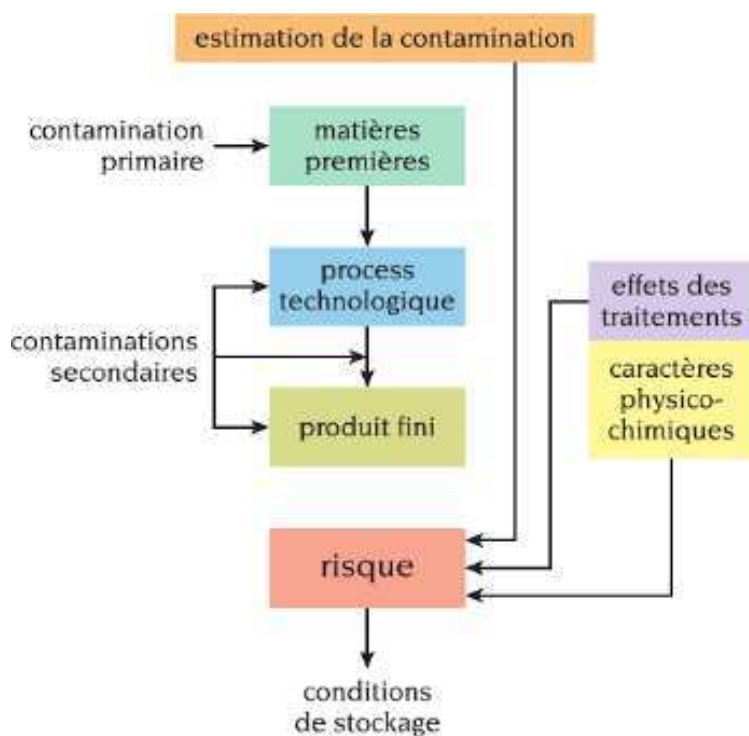 estimation de la contamination
contamination
primaire
matières
premières
process
technologique
contaminations
secondaires
produit fini
effets des
traitements
caractères
physico-
chimiques
risque
conditions
de stockage